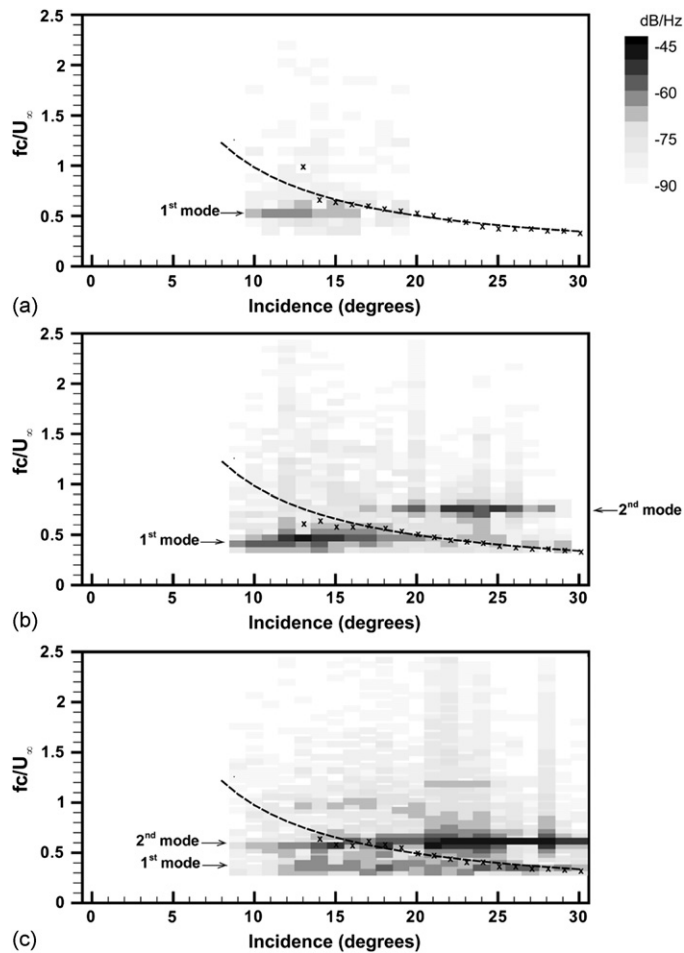 dB/Hz
-45
-60
-75
-90
2.5
2
1.5
1
0.5
0
fc/U∞
1st mode
0 5 10 15 20 25 30
Incidence (degrees)
(a)
2.5
2
1.5
1
0.5
0
fc/U∞
1st mode
2nd mode
0 5 10 15 20 25 30
Incidence (degrees)
(b)
2.5
2
1.5
1
0.5
0
fc/U∞
2nd mode
1st mode
0 5 10 15 20 25 30
Incidence (degrees)
(c)